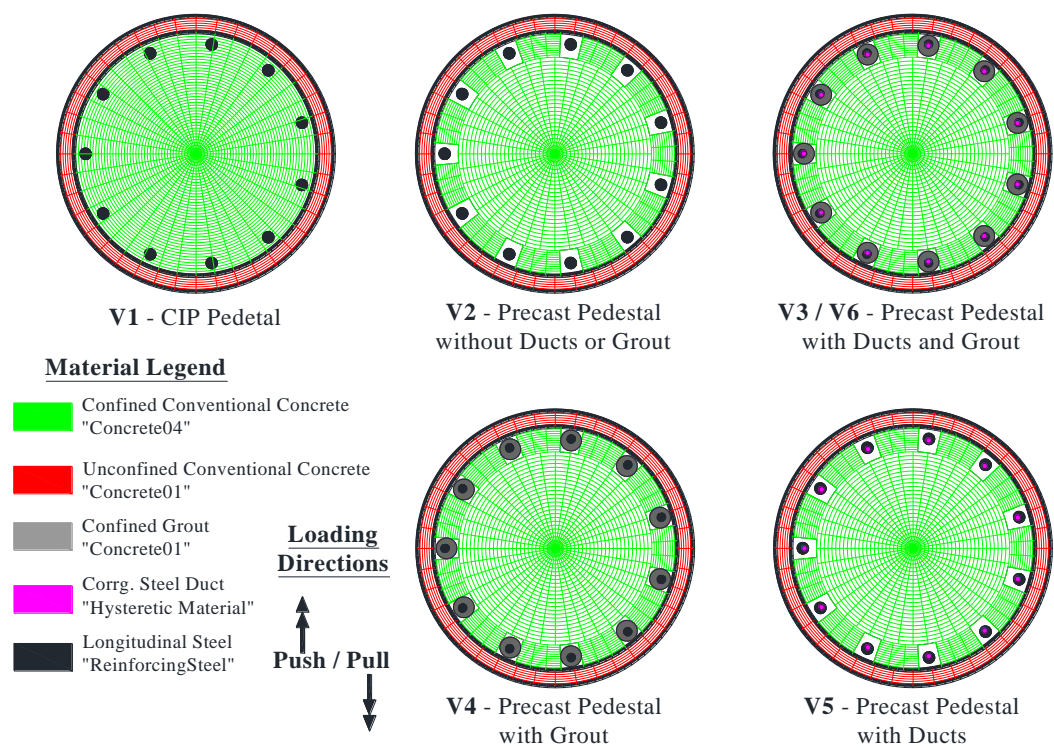 V1 - CIP Pedetal
V2 - Precast Pedestal
without Ducts or Grout
V3 / V6 - Precast Pedestal
with Ducts and Grout
Material Legend
Confined Conventional Concrete
"Concrete04"
Unconfined Conventional Concrete
"Concrete01"
Confined Grout
"Concrete01"
Corrg. Steel Duct
"Hysteretic Material"
Longitudinal Steel
"ReinforcingSteel"
Loading
Directions
Push / Pull
V4 - Precast Pedestal
with Grout
V5 - Precast Pedestal
with Ducts